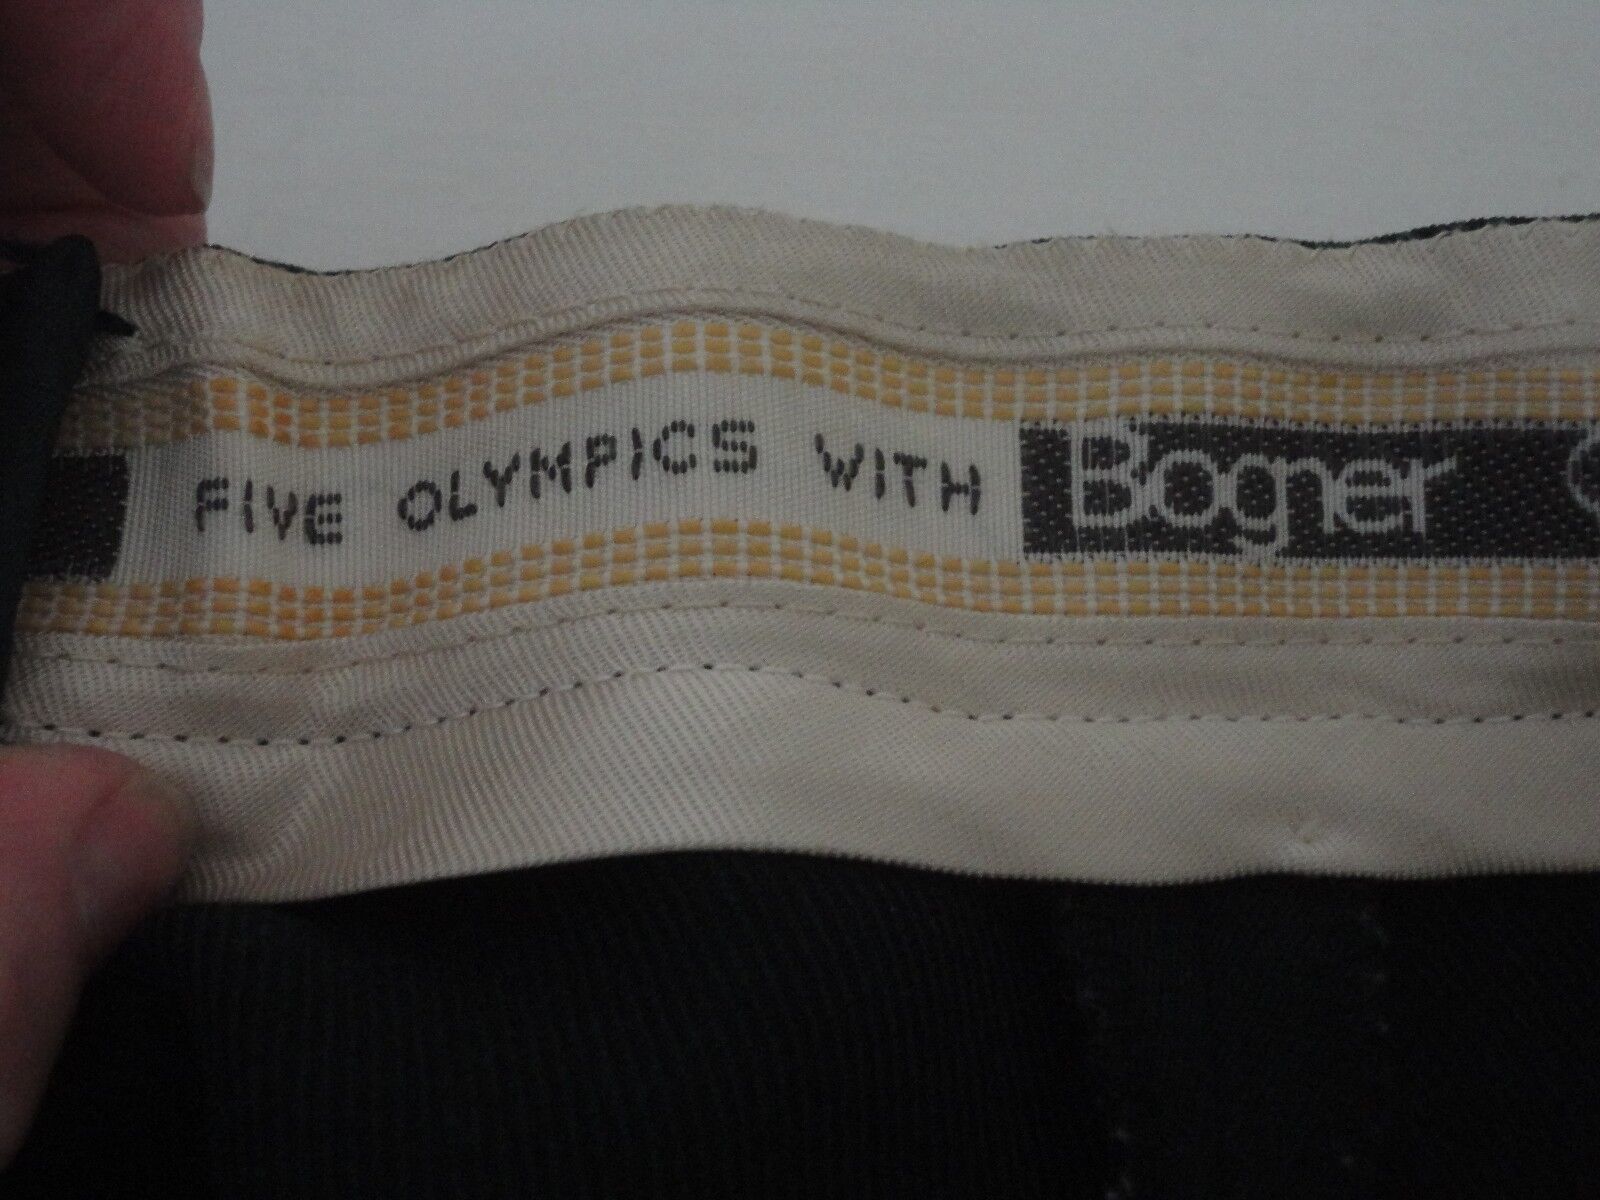 FIVE OLYMPICS WITH Bogner